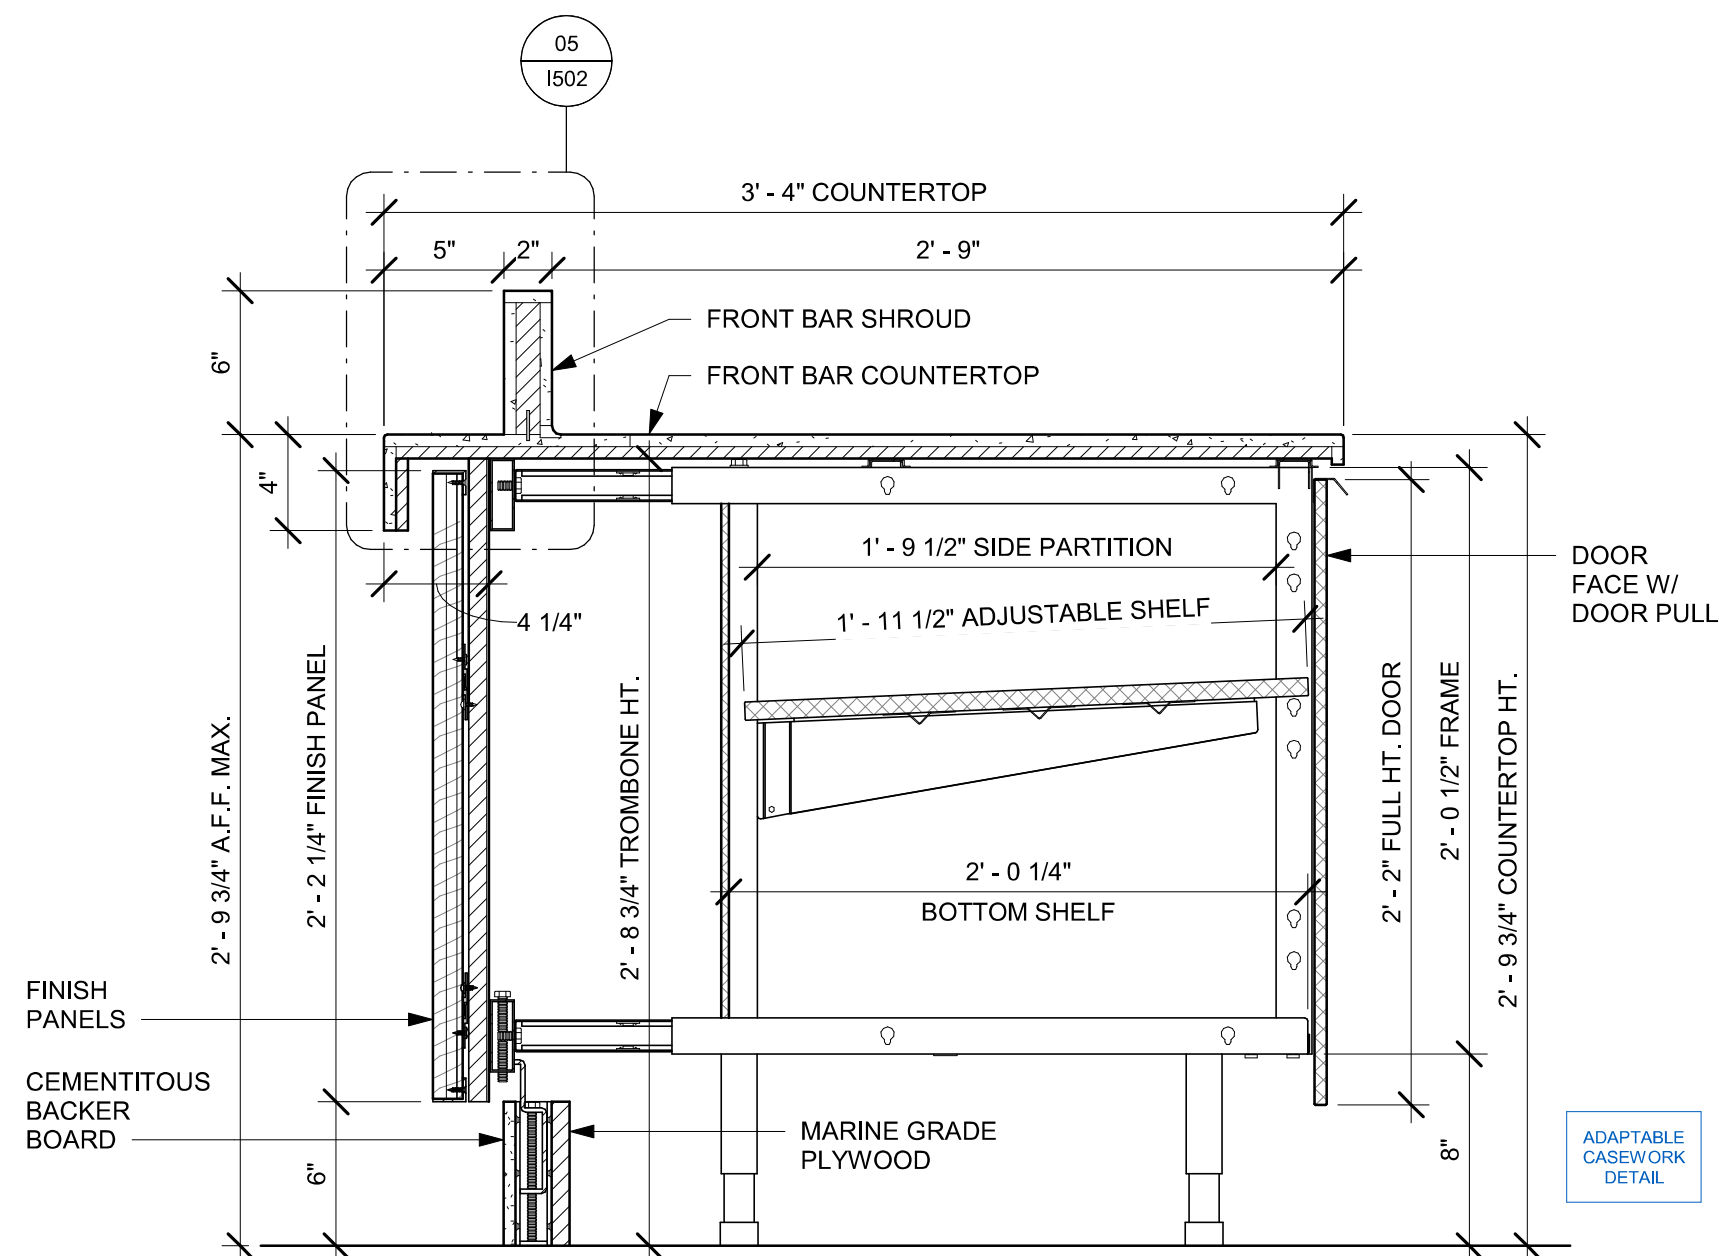 05
I502
3' - 4" COUNTERTOP
5"
2"
2' - 9"
FRONT BAR SHROUD
FRONT BAR COUNTERTOP
6"
4"
1' - 9 1/2" SIDE PARTITION
1' - 11 1/2" ADJUSTABLE SHELF
4 1/4"
DOOR
FACE W/
DOOR PULL
2' - 9 3/4" A.F.F. MAX.
2' - 2 1/4" FINISH PANEL
2' - 8 3/4" TROMBONE HT.
2' - 2" FULL HT. DOOR
2' - 0 1/2" FRAME
2' - 9 3/4" COUNTERTOP HT.
2' - 0 1/4"
BOTTOM SHELF
FINISH
PANELS
CEMENTITOUS
BACKER
BOARD
MARINE GRADE
PLYWOOD
6"
8"
ADAPTABLE
CASEWORK
DETAIL